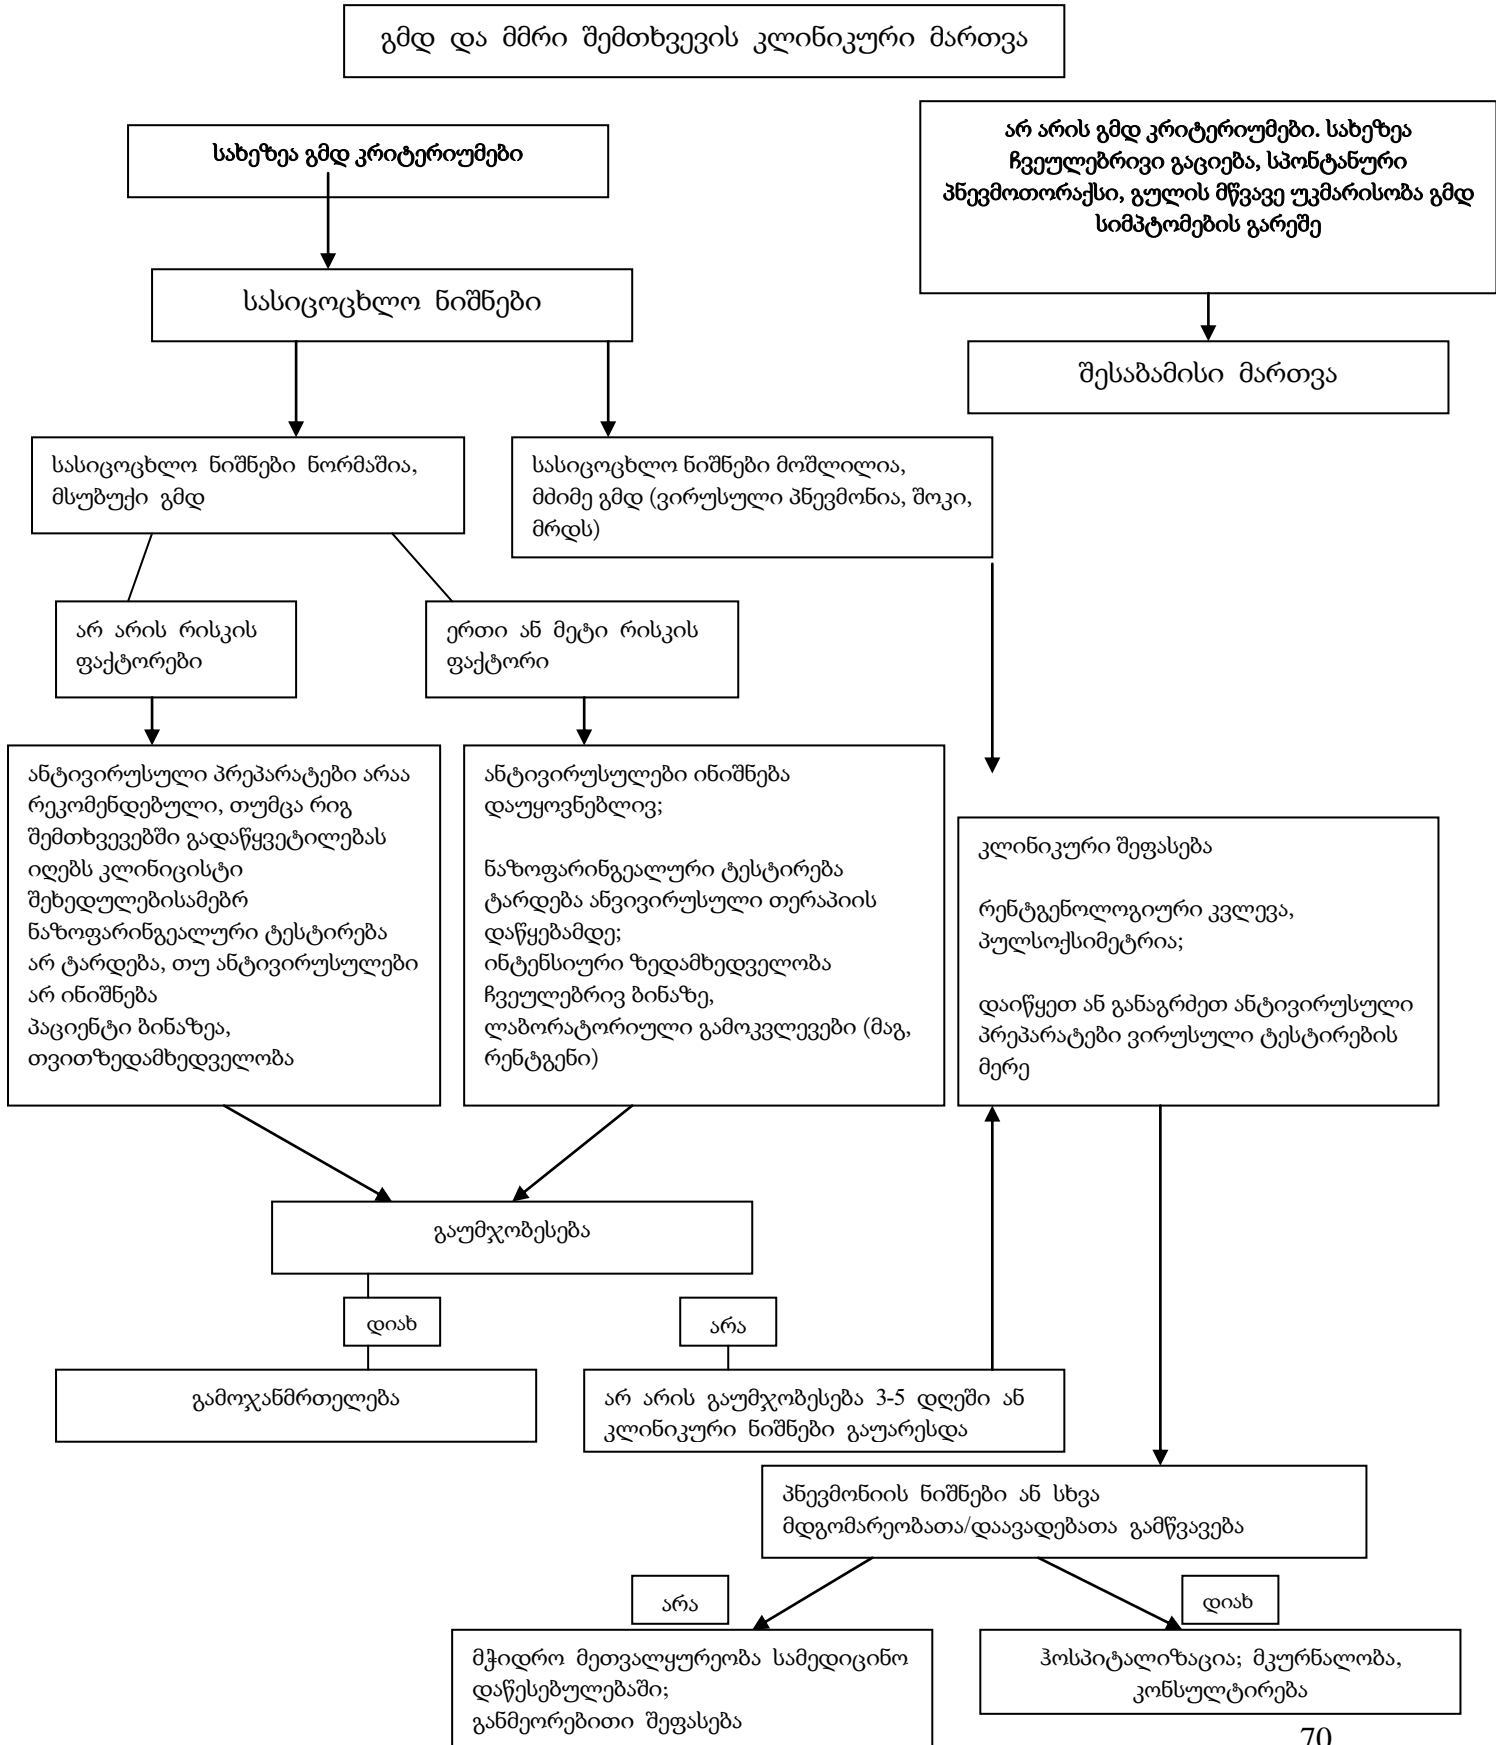 გმდ და მმრი შემთხვევის კლინიკური მართვა
სახეზეა გმდ კრიტერიუმები
არ არის გმდ კრიტერიუმები. სახეზეა
ჩვეულებრივი გაციება, სპონტანური
პნევმოთორაქსი, გულის მწვავე უკმარისობა გმდ
სიმპტომების გარეშე
სასიცოცხლო ნიშნები
შესაბამისი მართვა
სასიცოცხლო ნიშნები ნორმაშია,
მსუბუქი გმდ
სასიცოცხლო ნიშნები მოშლილია,
მძიმე გმდ (ვირუსული პნევმონია, შოკი,
მრდს)
არ არის რისკის
ფაქტორები
ერთი ან მეტი რისკის
ფაქტორი
ანტივირუსული პრეპარატები არაა
რეკომენდებული, თუმცა რიგ
შემთხვევებში გადაწყვეტილებას
იღებს კლინიცისტი
შეხედულებისამებრ
ნაზოფარინგეალური ტესტირება
არ ტარდება, თუ ანტივირუსულები
არ ინიშნება
პაციენტი ბინაზეა,
თვითზედამხედველობა
ანტივირუსულები ინიშნება
დაუყოვნებლივ;
ნაზოფარინგეალური ტესტირება
ტარდება ანვივირუსული თერაპიის
დაწყებამდე;
ინტენსიური ზედამხედველობა
ჩვეულებრივ ბინაზე,
ლაბორატორიული გამოკვლევები (მაგ,
რენტგენი)
კლინიკური შეფასება
რენტგენოლოგიური კვლევა,
პულსოქსიმეტრია;
დაიწყეთ ან განაგრძეთ ანტივირუსული
პრეპარატები ვირუსული ტესტირების
მერე
გაუმჯობესება
დიახ
არა
გამოჯანმრთელება
არ არის გაუმჯობესება 3-5 დღეში ან
კლინიკური ნიშნები გაუარესდა
პნევმონიის ნიშნები ან სხვა
მდგომარეობათა/დაავადებათა გამწვავება
არა
დიახ
მჭიდრო მეთვალყურეობა სამედიცინო
დაწესებულებაში;
განმეორებითი შეფასება
ჰოსპიტალიზაცია; მკურნალობა,
კონსულტირება
70